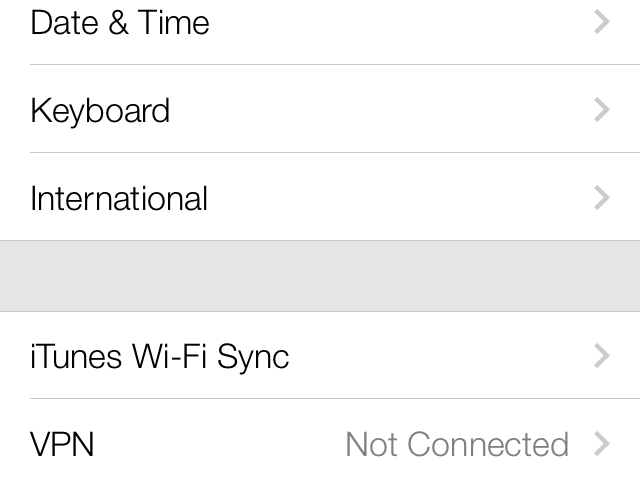 Date & Time
Keyboard
International
iTunes Wi-Fi Sync
VPN Not Connected